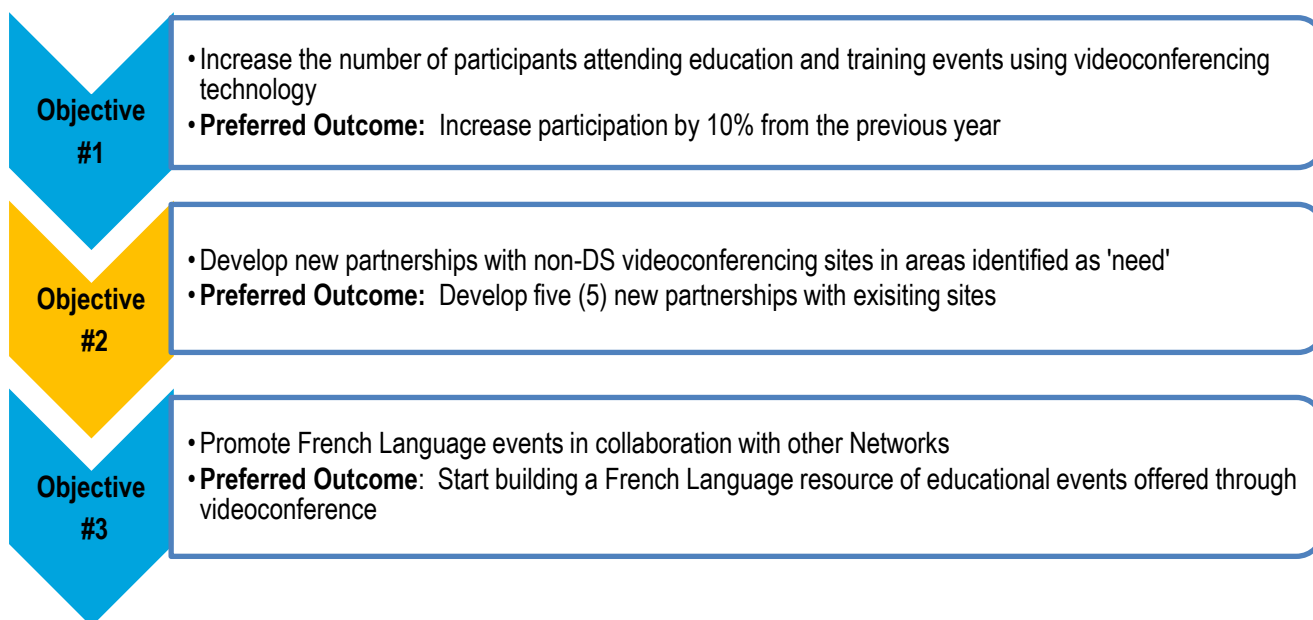 Objective
#1
• Increase the number of participants attending education and training events using videoconferencing
technology
• Preferred Outcome: Increase participation by 10% from the previous year
Objective
#2
• Develop new partnerships with non-DS videoconferencing sites in areas identified as 'need'
• Preferred Outcome: Develop five (5) new partnerships with exisiting sites
Objective
#3
• Promote French Language events in collaboration with other Networks
• Preferred Outcome: Start building a French Language resource of educational events offered through
videoconference